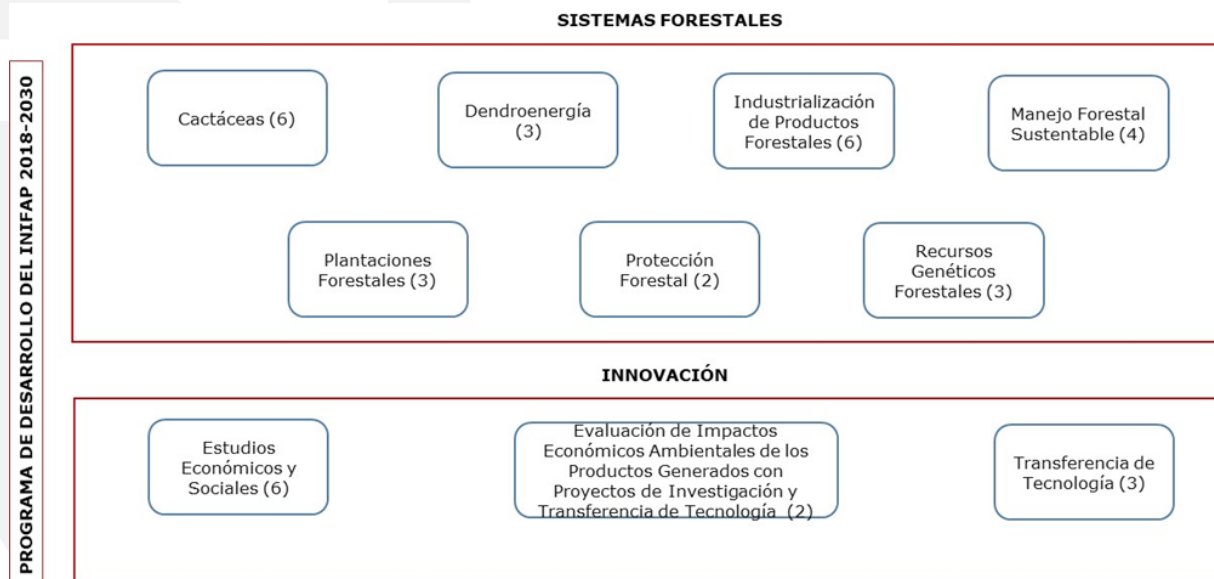 SISTEMAS FORESTALES
PROGRAMA DE DESARROLLO DEL INIFAP 2018-2030
Cactáceas (6)
Dendroenergía
(3)
Industrialización
de Productos
Forestales (6)
Manejo Forestal
Sustentable (4)
Plantaciones
Forestales (3)
Protección
Forestal (2)
Recursos
Genéticos
Forestales (3)
INNOVACIÓN
Estudios
Económicos y
Sociales (6)
Evaluación de Impactos
Económicos Ambientales de los
Productos Generados con
Proyectos de Investigación y
Transferencia de Tecnología (2)
Transferencia de
Tecnología (3)